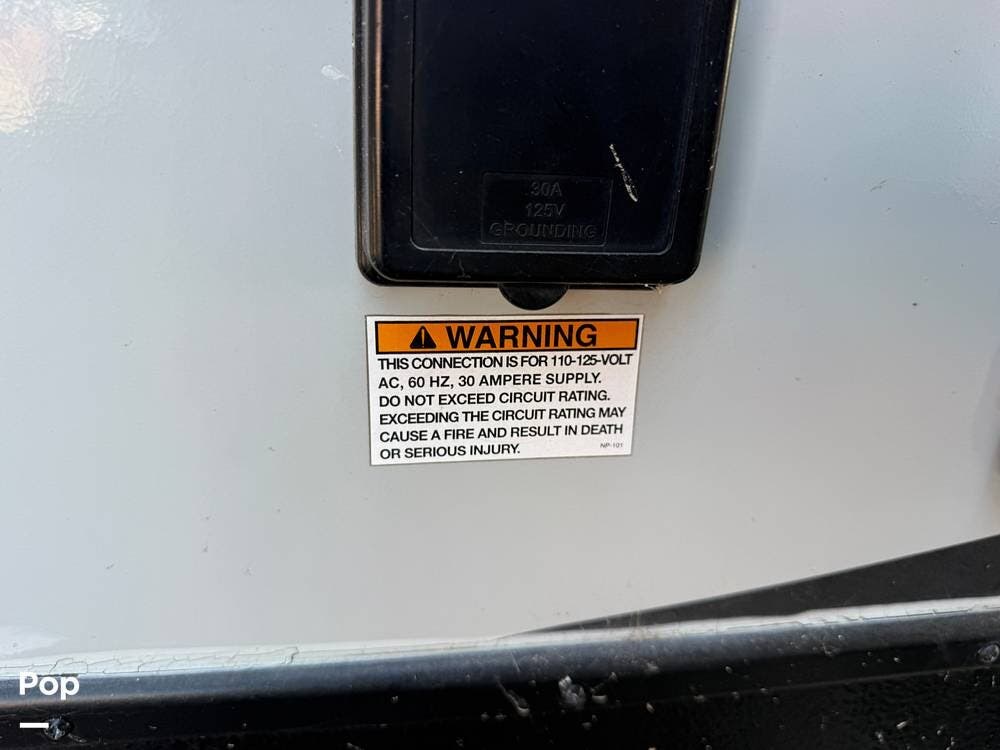 30A
125V
GROUNDING
WARNING
THIS CONNECTION IS FOR 110-125-VOLT
AC, 60 HZ, 30 AMPERE SUPPLY.
DO NOT EXCEED CIRCUIT RATING.
EXCEEDING THE CIRCUIT RATING MAY
CAUSE A FIRE AND RESULT IN DEATH
OR SERIOUS INJURY.
NP-101
Pop